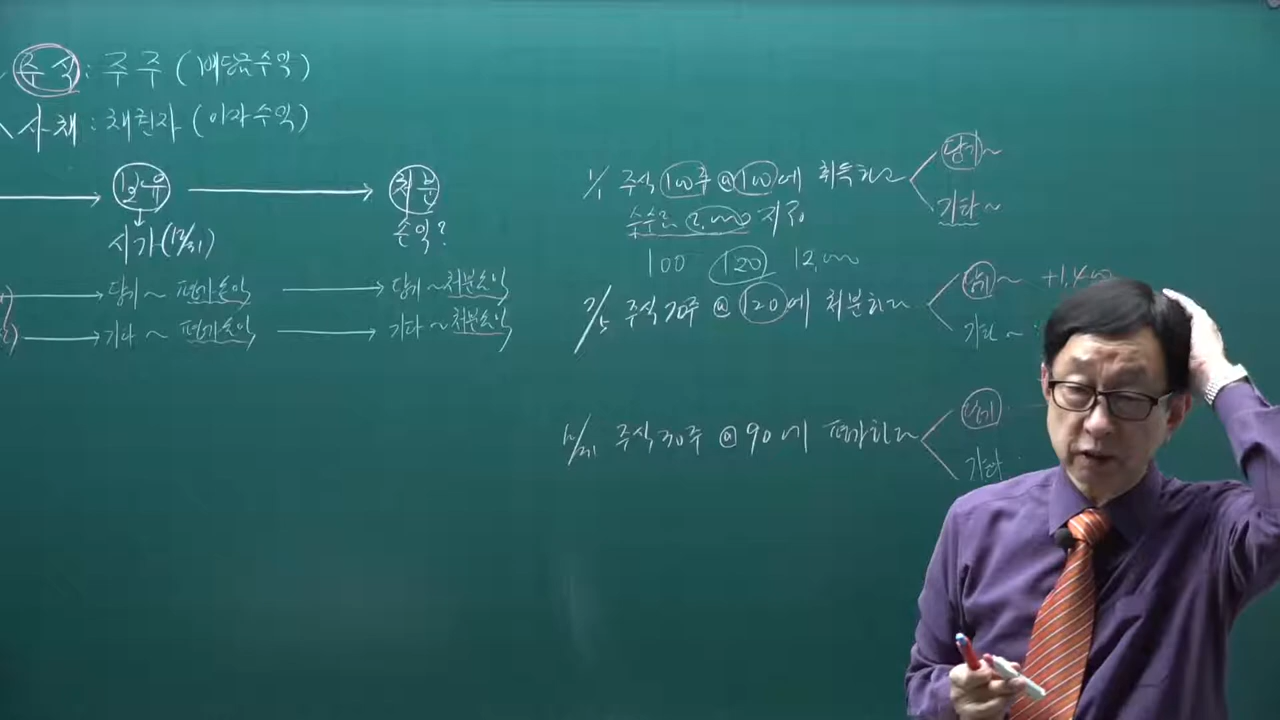 주식 : 주주 (배당금수익)
사채 : 채권자 (이자수익)
보유
처분
시가(12/31)
손익?
당기~ 평가손익
당기~처분손익
기타~ 평가손익
기타~처분손익
1/1 주식 100주 @100에 취득하고
당기~
기타~
수수료 2,000 지급
100 120 12,000
7/5 주식 70주 @ 120에 처분하고
당기~ +1,400
기타~
12/31 주식 30주 @ 90에 평가하고
당기
기타